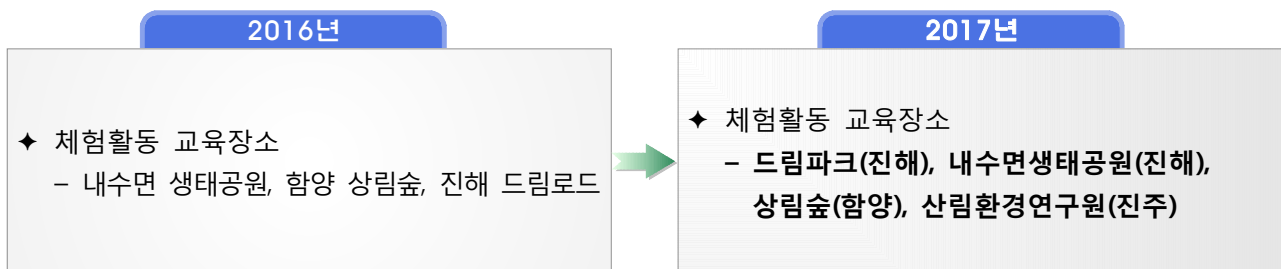 2016년
✦ 체험활동 교육장소
– 내수면 생태공원, 함양 상림숲, 진해 드림로드
2017년
✦ 체험활동 교육장소
– 드림파크(진해), 내수면생태공원(진해),
상림숲(함양), 산림환경연구원(진주)